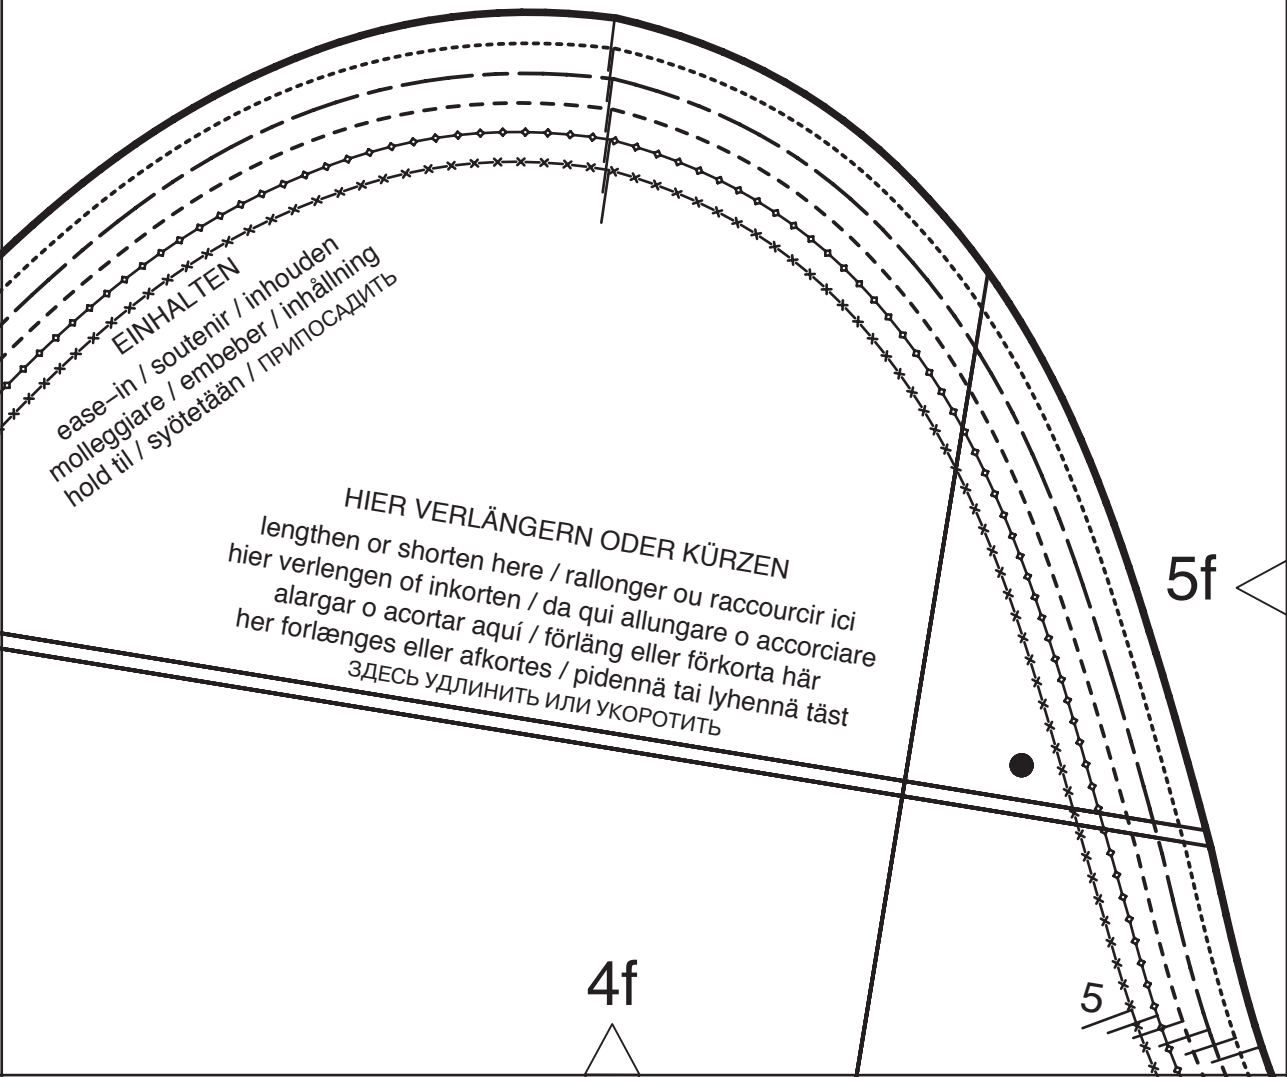 EINHALTEN
ease–in / soutenir / inhouden
molleggiare / embeber / inhållning
hold til / syötetään / ПРИПОСАДИТЬ
HIER VERLÄNGERN ODER KÜRZEN
lengthen or shorten here / rallonger ou raccourcir ici
hier verlengen of inkorten / da qui allungare o accorciare
alargar o acortar aquí / förläng eller förkorta här
her forlænges eller afkortes / pidennä tai lyhennä täst
ЗДЕСЬ УДЛИНИТЬ ИЛИ УКОРОТИТЬ
5f
4f
5